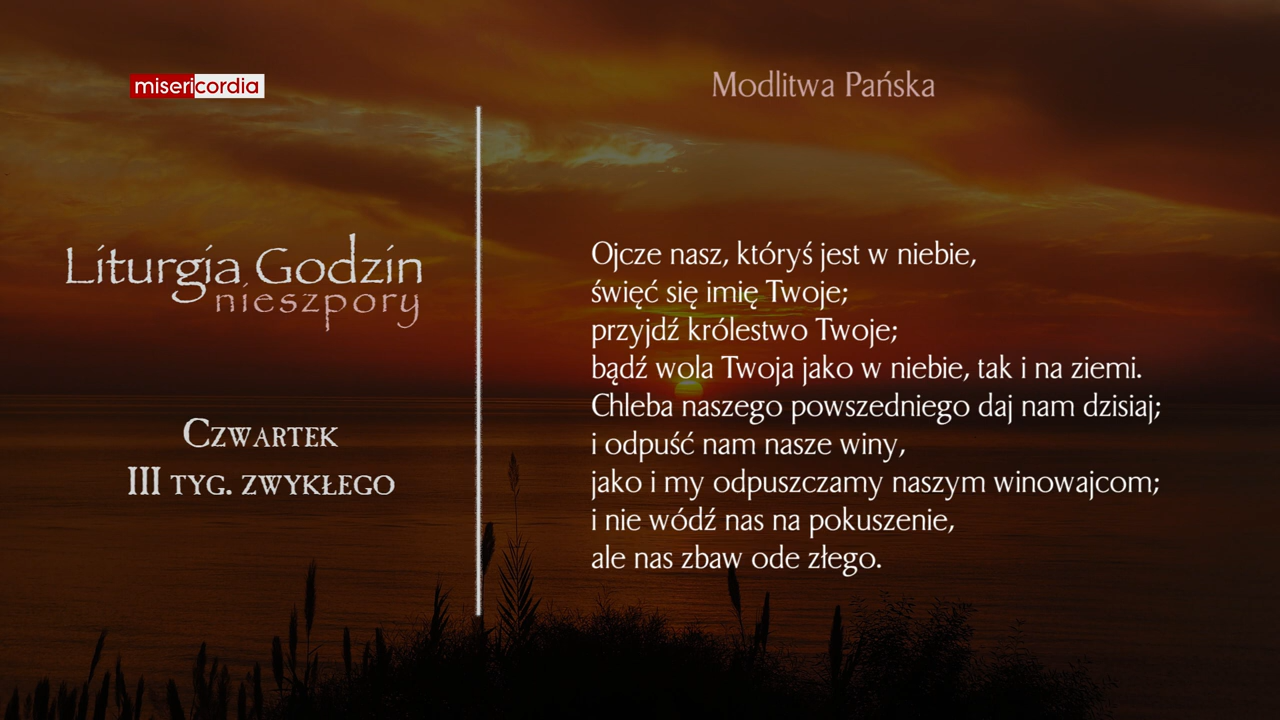 misericordia
Liturgia Godzin
nieszpory
Czwartek
III tyg. zwykłego
Modlitwa Pańska
Ojcze nasz, któryś jest w niebie,
święć się imię Twoje;
przyjdź królestwo Twoje;
bądź wola Twoja jako w niebie, tak i na ziemi.
Chleba naszego powszedniego daj nam dzisiaj;
i odpuść nam nasze winy,
jako i my odpuszczamy naszym winowajcom;
i nie wódź nas na pokuszenie,
ale nas zbaw ode złego.